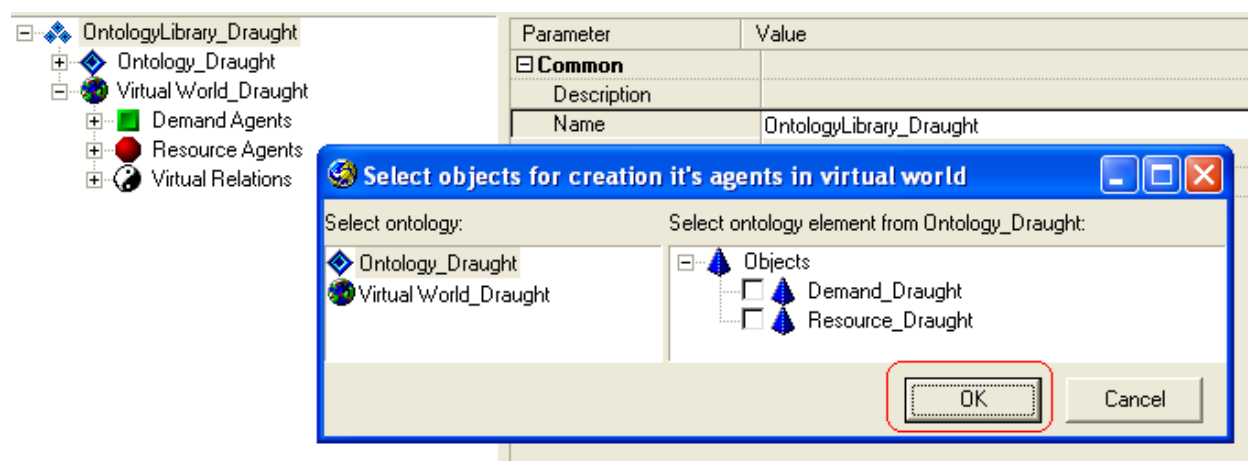 OntologyLibrary_Draught
Ontology_Draught
Virtual World_Draught
Demand Agents
Resource Agents
Virtual Relations
Parameter Value
Common
Description
Name OntologyLibrary_Draught
Select objects for creation it's agents in virtual world
Select ontology:
Ontology_Draught
Virtual World_Draught
Select ontology element from Ontology_Draught:
Objects
Demand_Draught
Resource_Draught
OK Cancel